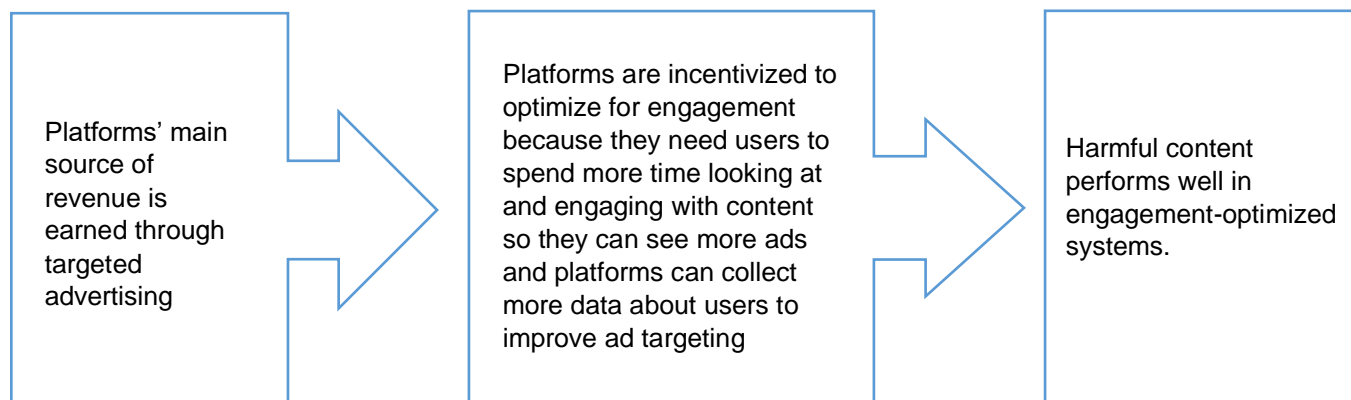 Platforms’ main
source of
revenue is
earned through
targeted
advertising
Platforms are incentivized to
optimize for engagement
because they need users to
spend more time looking at
and engaging with content
so they can see more ads
and platforms can collect
more data about users to
improve ad targeting
Harmful content
performs well in
engagement-optimized
systems.